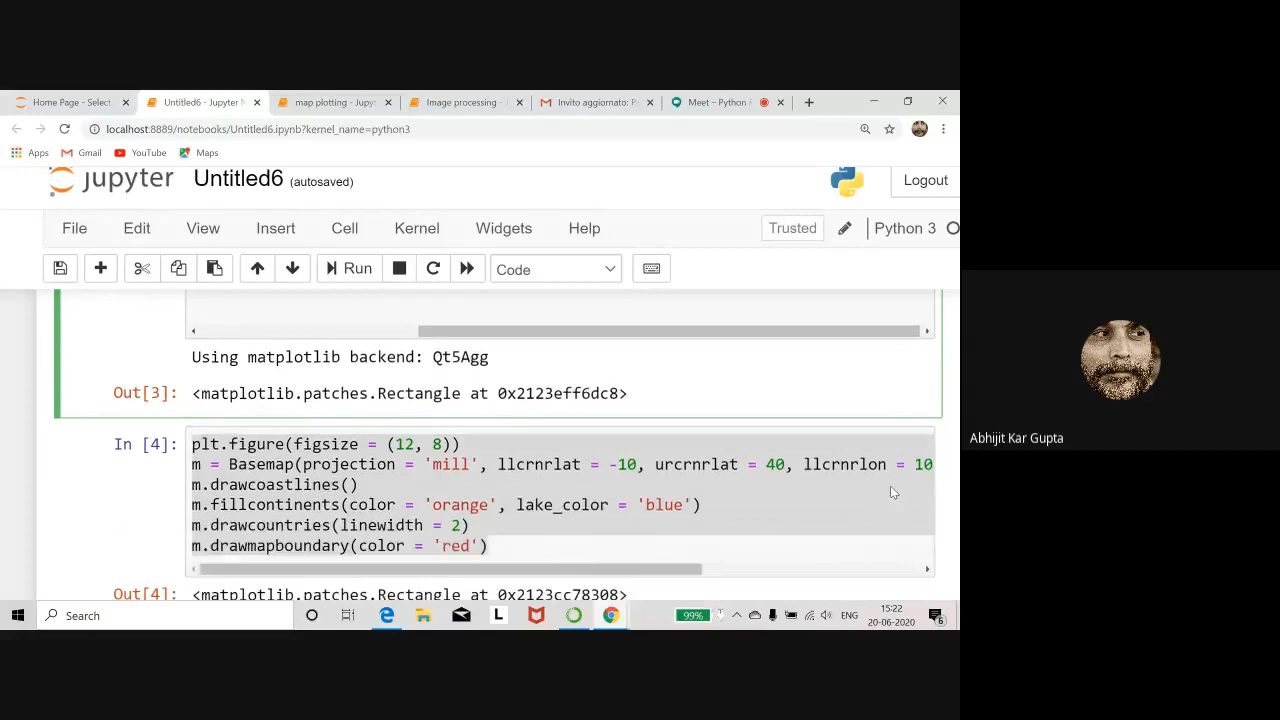 Home Page - Select
Untitled6 - Jupyter N
map plotting - Jupyt
Image processing - J
Invito aggiornato: P
Meet – Python
localhost:8889/notebooks/Untitled6.ipynb?kernel_name=python3
Apps
Gmail
YouTube
Maps
jupyter
Untitled6 (autosaved)
Logout
File
Edit
View
Insert
Cell
Kernel
Widgets
Help
Trusted
Python 3
Run
Code
Using matplotlib backend: Qt5Agg
Out[3]: <matplotlib.patches.Rectangle at 0x2123eff6dc8>
In [4]: plt.figure(figsize = (12, 8))
m = Basemap(projection = 'mill', llcrnrlat = -10, urcrnrlat = 40, llcrnrlon = 10
m.drawcoastlines()
m.fillcontinents(color = 'orange', lake_color = 'blue')
m.drawcountries(linewidth = 2)
m.drawmapboundary(color = 'red')
Out[4]: <matplotlib.patches.Rectangle at 0x2123cc78308>
Abhijit Kar Gupta
Search
L
99%
ENG
15:22
20-06-2020
6